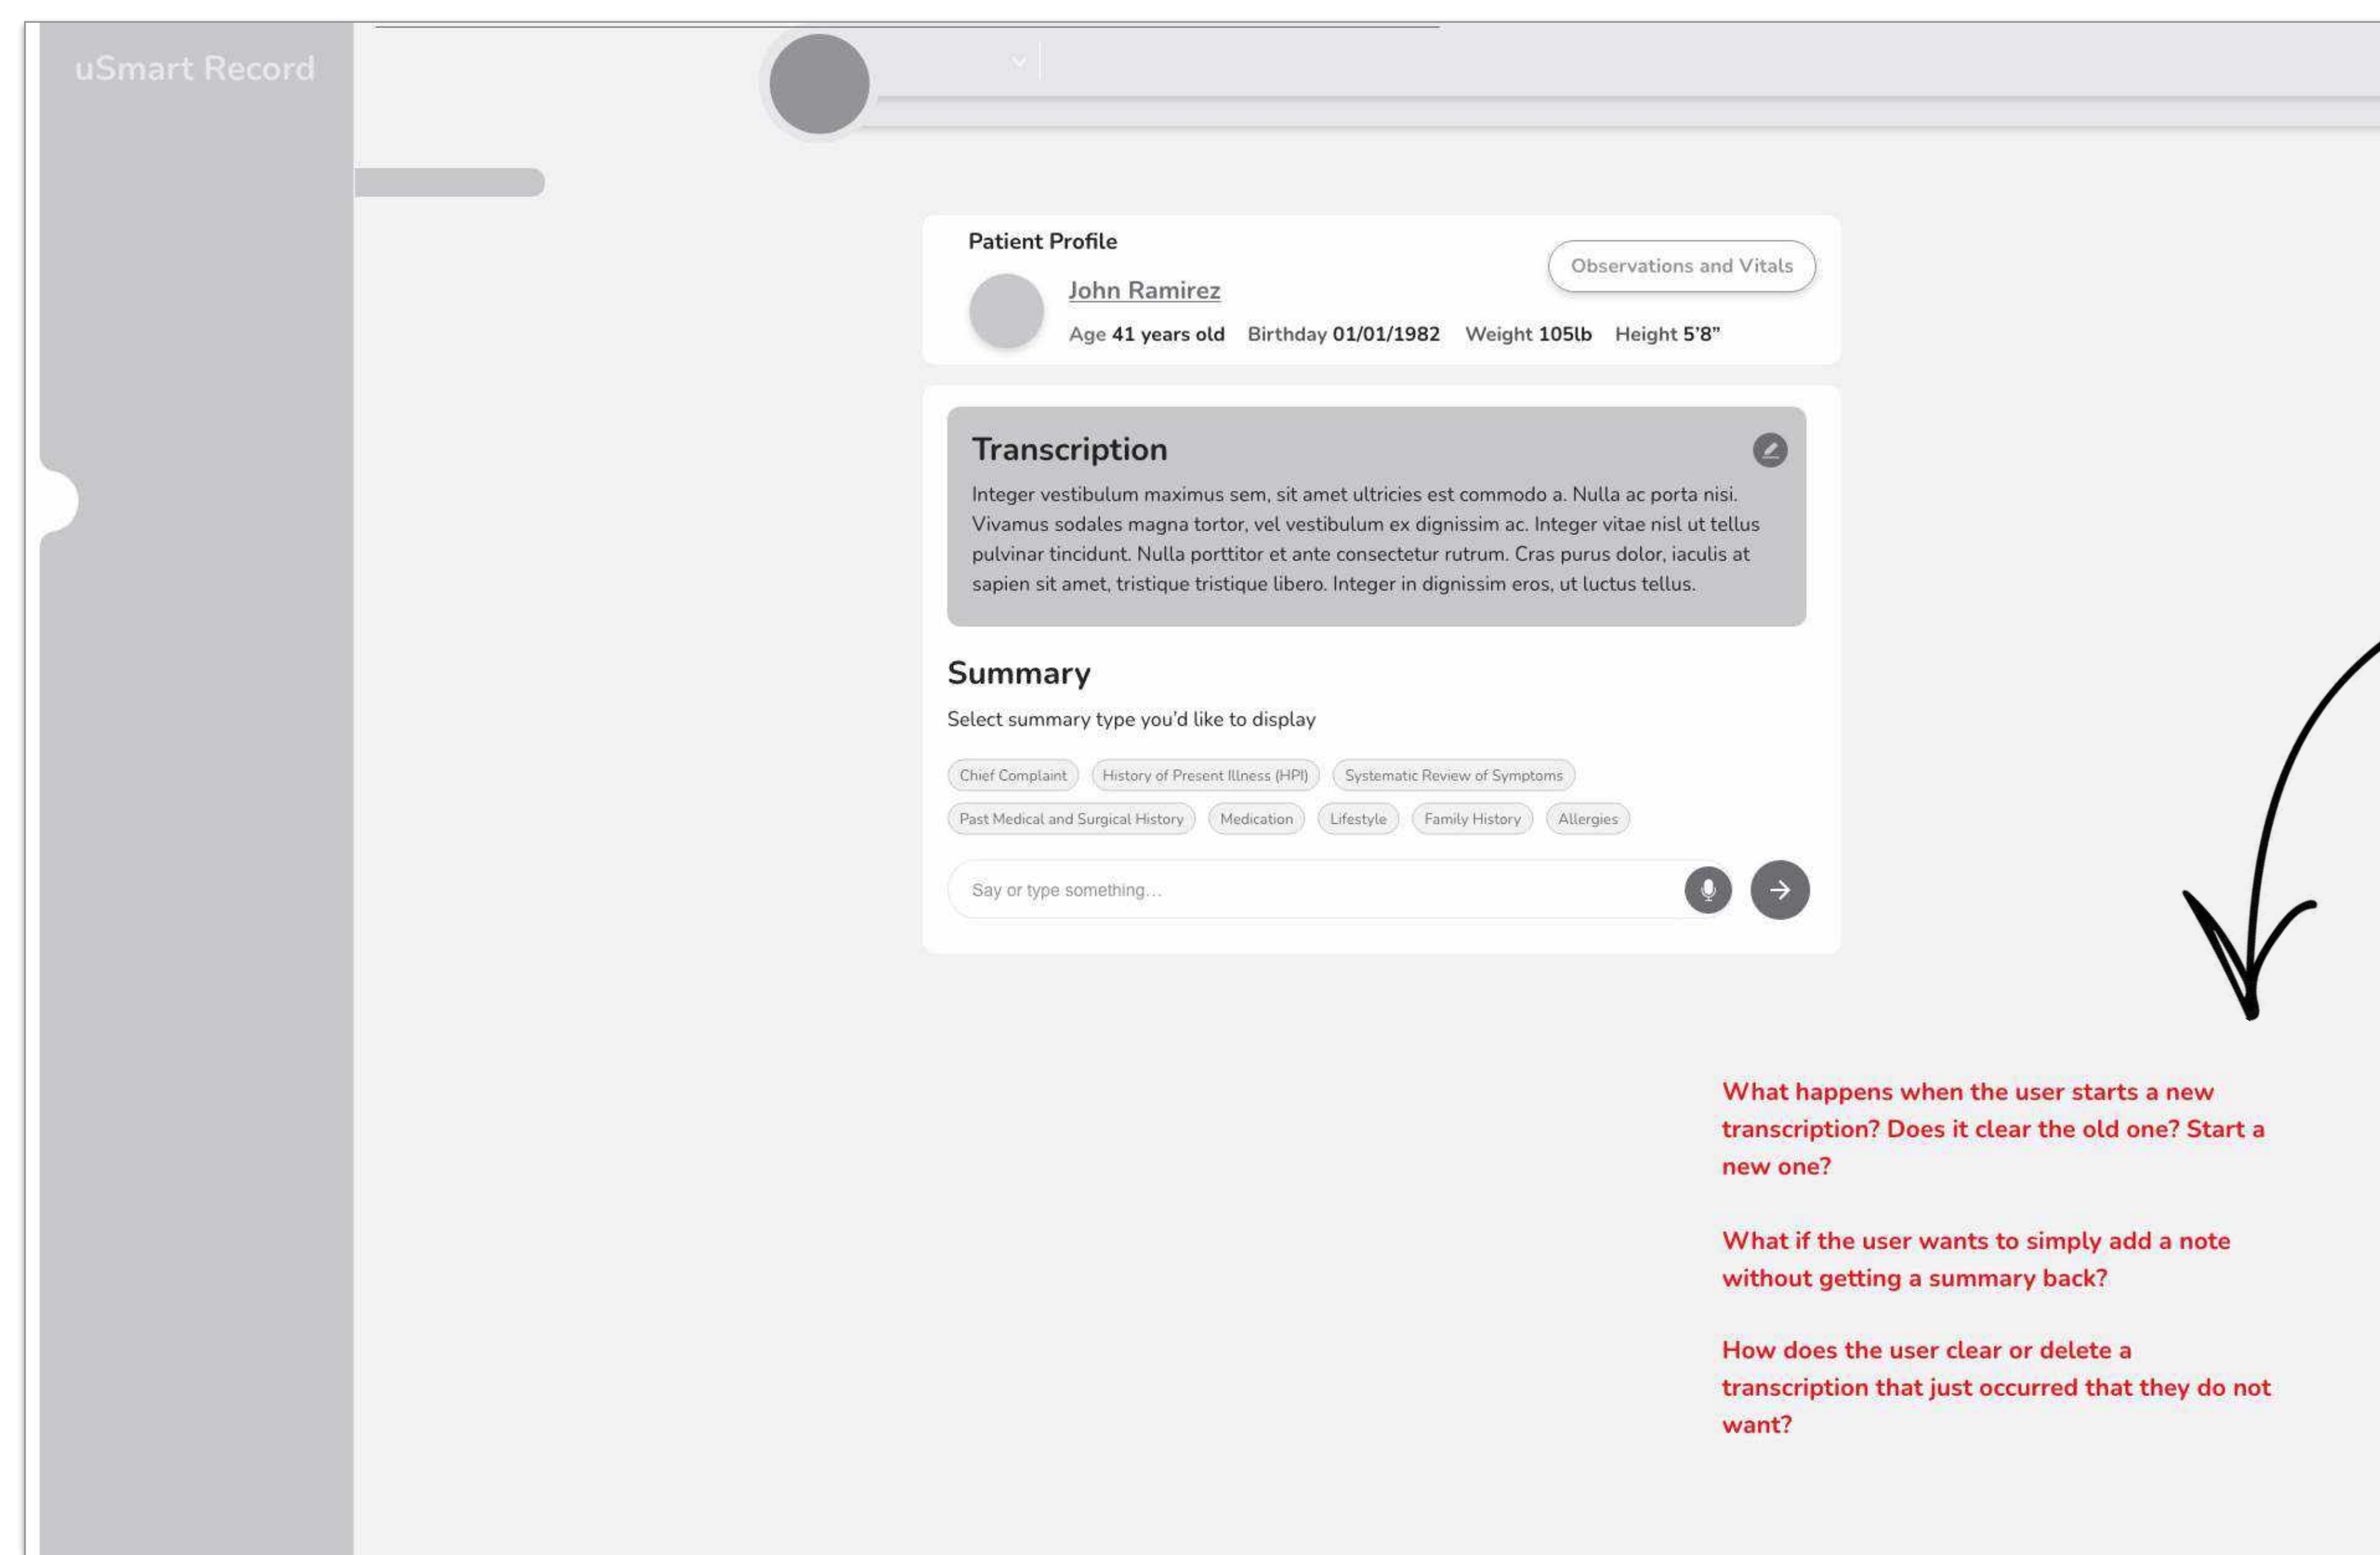 uSmart Record
Patient Profile
Observations and Vitals
John Ramirez
Age 41 years old Birthday 01/01/1982 Weight 105lb Height 5’8”
Transcription
Integer vestibulum maximus sem, sit amet ultricies est commodo a. Nulla ac porta nisi.
Vivamus sodales magna tortor, vel vestibulum ex dignissim ac. Integer vitae nisl ut tellus
pulvinar tincidunt. Nulla porttitor et ante consectetur rutrum. Cras purus dolor, iaculis at
sapien sit amet, tristique tristique libero. Integer in dignissim eros, ut luctus tellus.
Summary
Select summary type you’d like to display
Chief Complaint History of Present Illness (HPI) Systematic Review of Symptoms
Past Medical and Surgical History Medication Lifestyle Family History Allergies
Say or type something...
What happens when the user starts a new
transcription? Does it clear the old one? Start a
new one?
What if the user wants to simply add a note
without getting a summary back?
How does the user clear or delete a
transcription that just occurred that they do not
want?